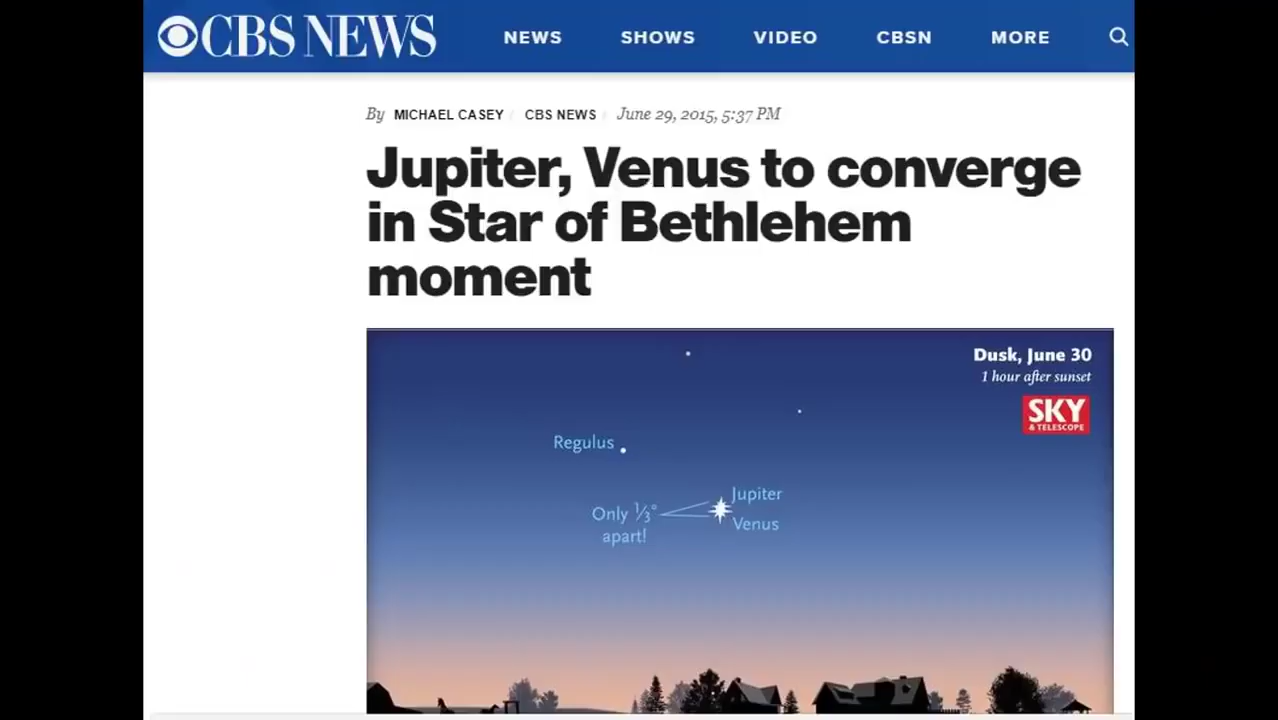 CBS NEWS NEWS SHOWS VIDEO CBSN MORE
By MICHAEL CASEY / CBS NEWS / June 29, 2015, 5:37 PM
Jupiter, Venus to converge
in Star of Bethlehem
moment
Dusk, June 30
1 hour after sunset
SKY
& TELESCOPE
Regulus
Jupiter
Only 1/3°
apart!
Venus